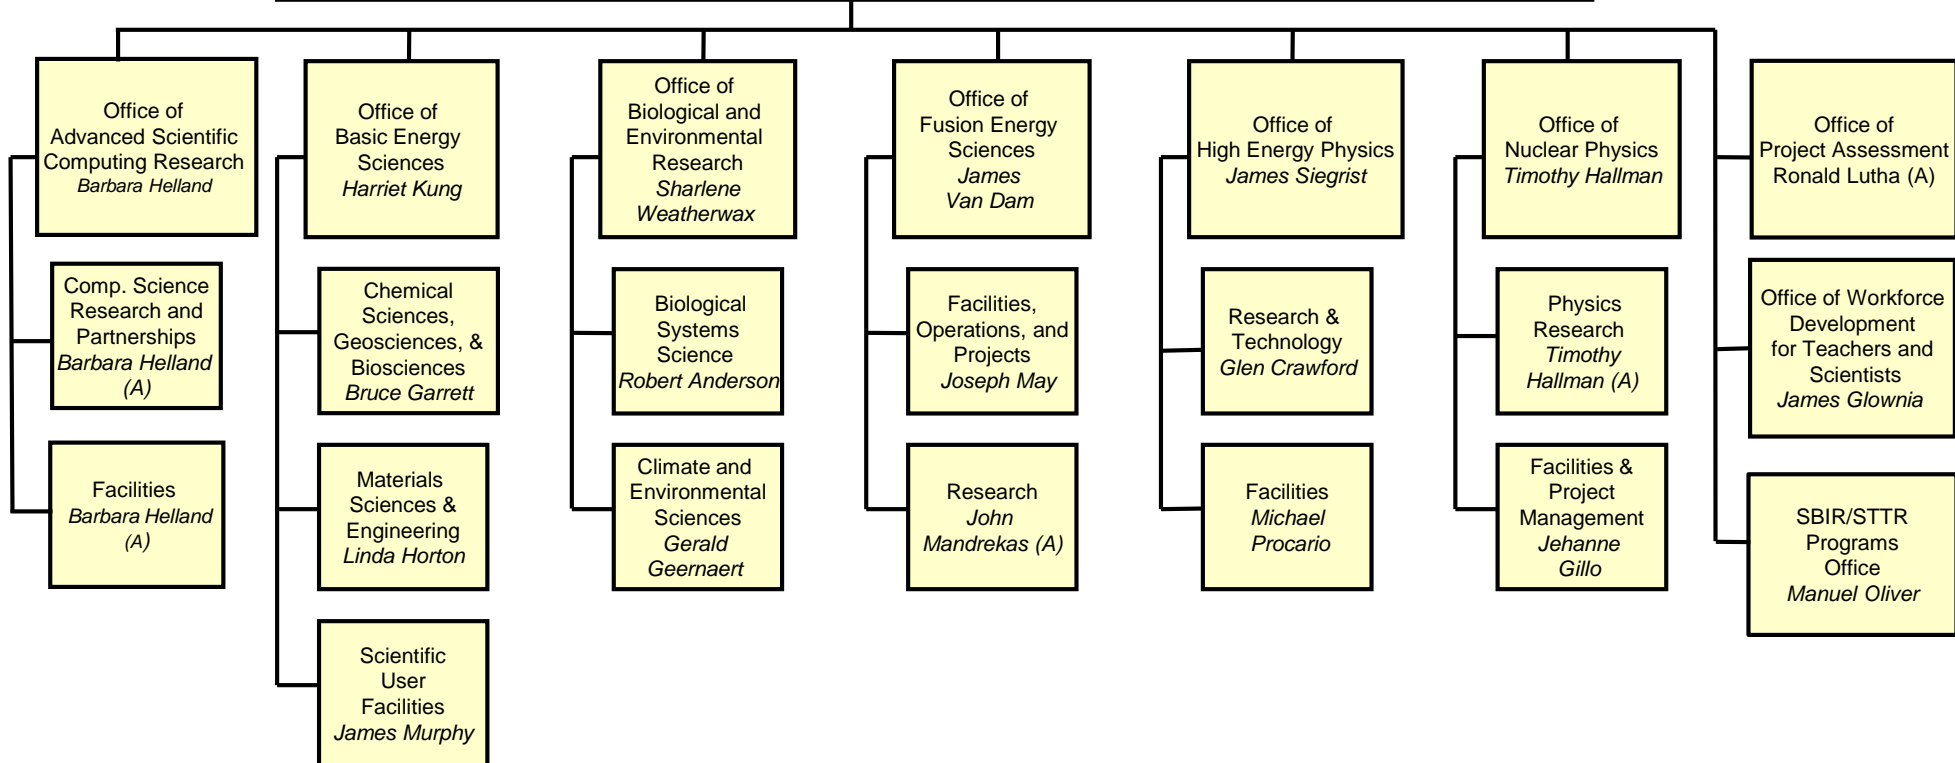 Office of
Advanced Scientific
Computing Research
Barbara Helland
Comp. Science
Research and
Partnerships
Barbara Helland
(A)
Facilities
Barbara Helland
(A)
Office of
Basic Energy
Sciences
Harriet Kung
Chemical
Sciences,
Geosciences, &
Biosciences
Bruce Garrett
Materials
Sciences &
Engineering
Linda Horton
Scientific
User
Facilities
James Murphy
Office of
Biological and
Environmental
Research
Sharlene
Weatherwax
Biological
Systems
Science
Robert Anderson
Climate and
Environmental
Sciences
Gerald
Geernaert
Office of
Fusion Energy
Sciences
James
Van Dam
Facilities,
Operations, and
Projects
Joseph May
Research
John
Mandrekas (A)
Office of
High Energy Physics
James Siegrist
Research &
Technology
Glen Crawford
Facilities
Michael
Procario
Office of
Nuclear Physics
Timothy Hallman
Physics
Research
Timothy
Hallman (A)
Facilities &
Project
Management
Jehanne
Gillo
Office of
Project Assessment
Ronald Lutha (A)
Office of Workforce
Development
for Teachers and
Scientists
James Glownia
SBIR/STTR
Programs
Office
Manuel Oliver